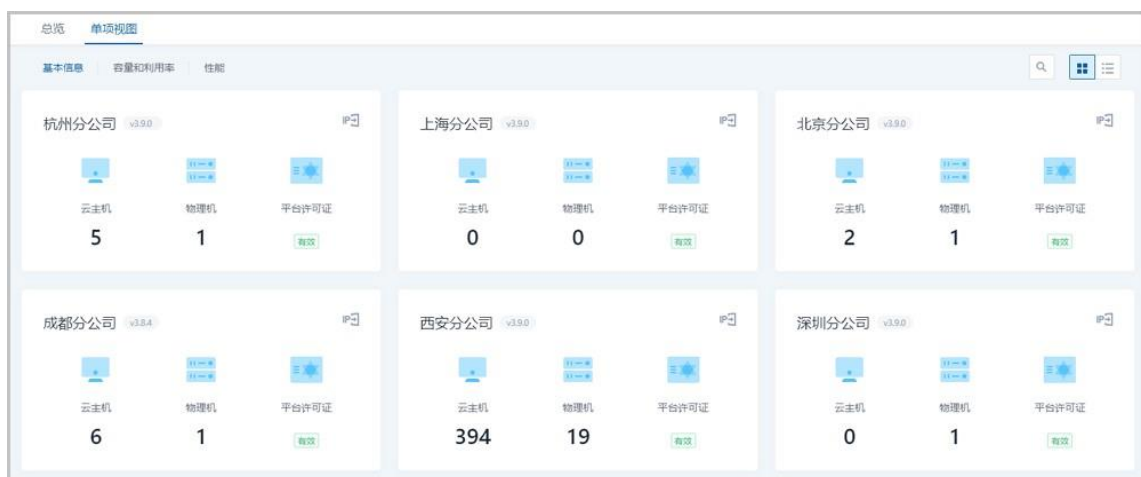 总览 单项视图
基本信息 容量和利用率 性能
杭州分公司 v3.9.0 IP
上海分公司 v3.9.0 IP
北京分公司 v3.9.0 IP
云主机 物理机 平台许可证
云主机 物理机 平台许可证
云主机 物理机 平台许可证
5 1 有效
0 0 有效
2 1 有效
成都分公司 v3.8.4 IP
西安分公司 v3.9.0 IP
深圳分公司 v3.9.0 IP
云主机 物理机 平台许可证
云主机 物理机 平台许可证
云主机 物理机 平台许可证
6 1 有效
394 19 有效
0 1 有效